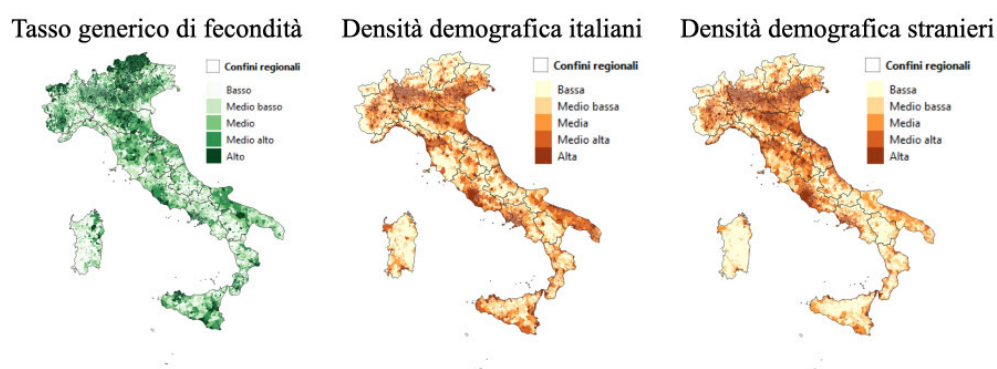 Tasso generico di fecondità
Confini regionali
Basso
Medio basso
Medio
Medio alto
Alto
Densità demografica italiani
Confini regionali
Bassa
Medio bassa
Media
Medio alta
Alta
Densità demografica stranieri
Confini regionali
Bassa
Medio bassa
Media
Medio alta
Alta